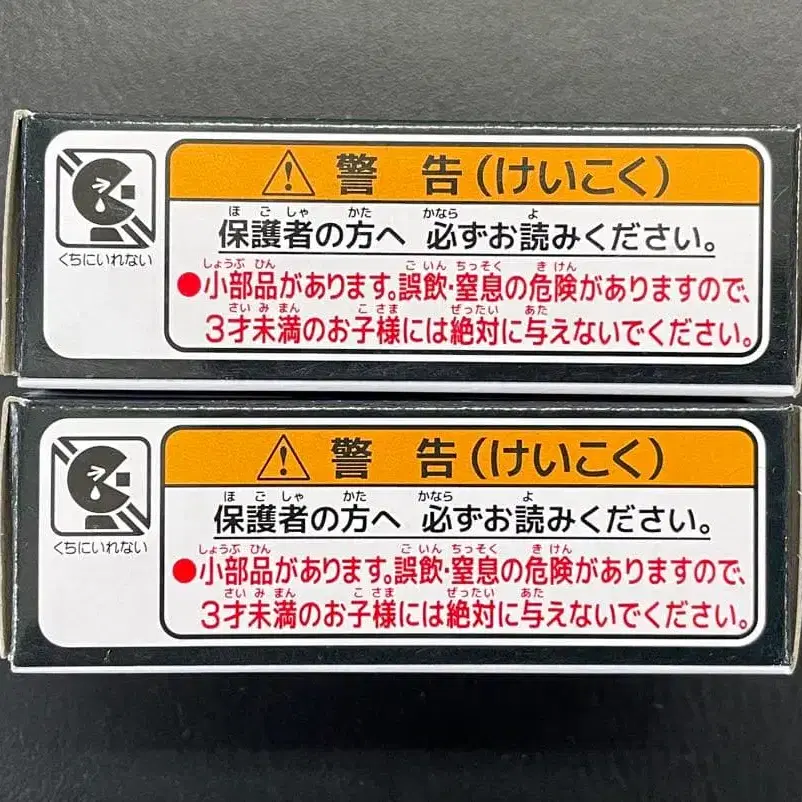 ⚠警 告(けいこく)
ほ ご しゃ かた かなら よ
保護者の方へ 必ずお読みください。
しょうぶ ひん ご いん ちっそく き けん
●小部品があります。誤飲・窒息の危険がありますので、
さい み まん こ さま ぜったい あた
3才未満のお子様には絶対に与えないでください。
くちにいれない
⚠警 告(けいこく)
ほ ご しゃ かた かなら よ
保護者の方へ 必ずお読みください。
しょうぶ ひん ご いん ちっそく き けん
●小部品があります。誤飲・窒息の危険がありますので、
さい み まん こ さま ぜったい あた
3才未満のお子様には絶対に与えないでください。
くちにいれない